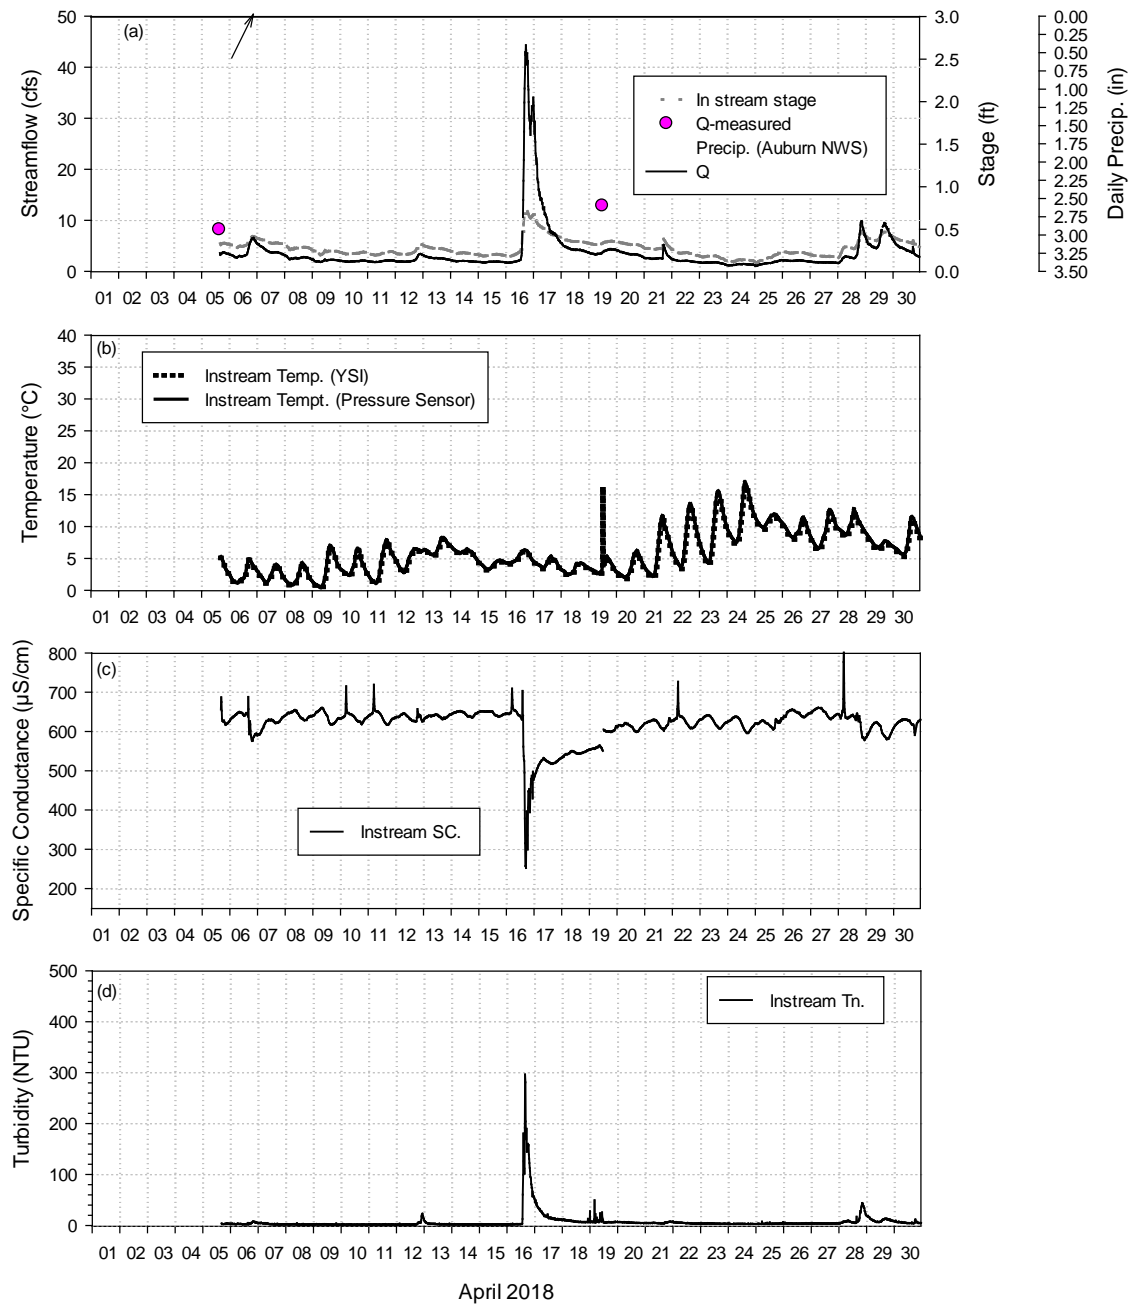 (a)
50
40
30
20
10
0
Streamflow (cfs)
3.0
2.5
2.0
1.5
1.0
0.5
0.0
Stage (ft)
0.00
0.25
0.50
0.75
1.00
1.25
1.50
1.75
2.00
2.25
2.50
2.75
3.00
3.25
3.50
Daily Precip. (in)
In stream stage
Q-measured
Precip. (Auburn NWS)
Q
01 02 03 04 05 06 07 08 09 10 11 12 13 14 15 16 17 18 19 20 21 22 23 24 25 26 27 28 29 30
(b)
40
35
30
25
20
15
10
5
0
Temperature (°C)
Instream Temp. (YSI)
Instream Tempt. (Pressure Sensor)
01 02 03 04 05 06 07 08 09 10 11 12 13 14 15 16 17 18 19 20 21 22 23 24 25 26 27 28 29 30
(c)
800
700
600
500
400
300
200
Specific Conductance (µS/cm)
Instream SC.
01 02 03 04 05 06 07 08 09 10 11 12 13 14 15 16 17 18 19 20 21 22 23 24 25 26 27 28 29 30
(d)
500
400
300
200
100
0
Turbidity (NTU)
Instream Tn.
01 02 03 04 05 06 07 08 09 10 11 12 13 14 15 16 17 18 19 20 21 22 23 24 25 26 27 28 29 30
April 2018